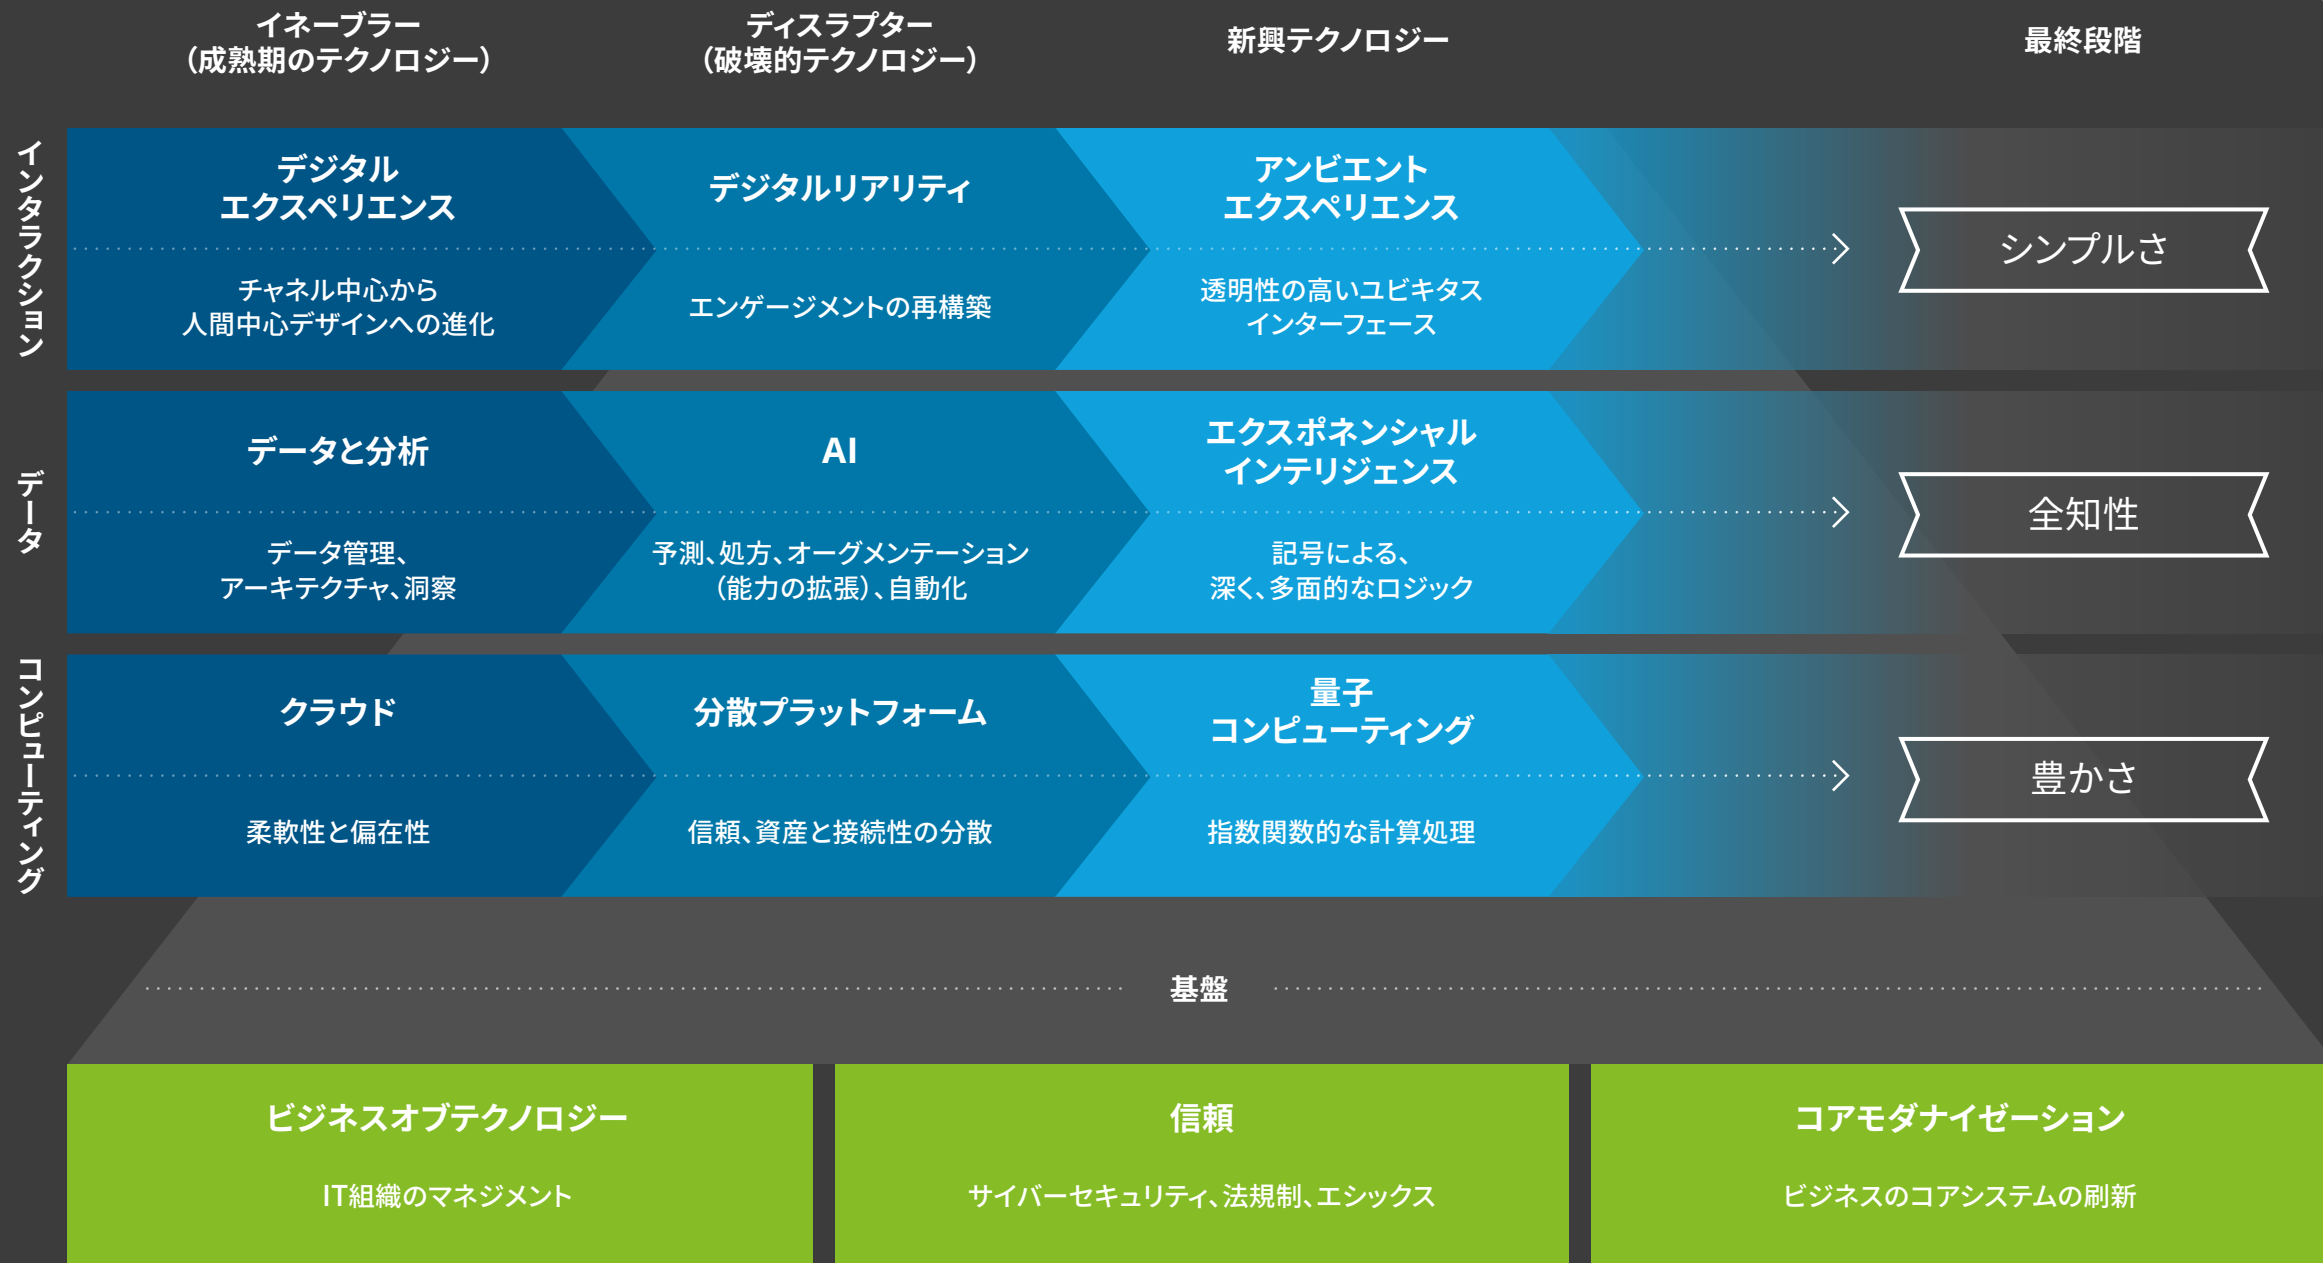 イネーブラー
（成熟期のテクノロジー）
ディスラプター
（破壊的テクノロジー）
新興テクノロジー
最終段階
インタラクション
デジタル
エクスペリエンス
チャネル中心から
人間中心デザインへの進化
デジタルリアリティ
エンゲージメントの再構築
アンビエント
エクスペリエンス
透明性の高いユビキタス
インターフェース
シンプルさ
データ
データと分析
データ管理、
アーキテクチャ、洞察
AI
予測、処方、オーグメンテーション
（能力の拡張）、自動化
エクスポネンシャル
インテリジェンス
記号による、
深く、多面的なロジック
全知性
コンピューティング
クラウド
柔軟性と偏在性
分散プラットフォーム
信頼、資産と接続性の分散
量子
コンピューティング
指数関数的な計算処理
豊かさ
基盤
ビジネスオブテクノロジー
IT組織のマネジメント
信頼
サイバーセキュリティ、法規制、エシックス
コアモダナイゼーション
ビジネスのコアシステムの刷新